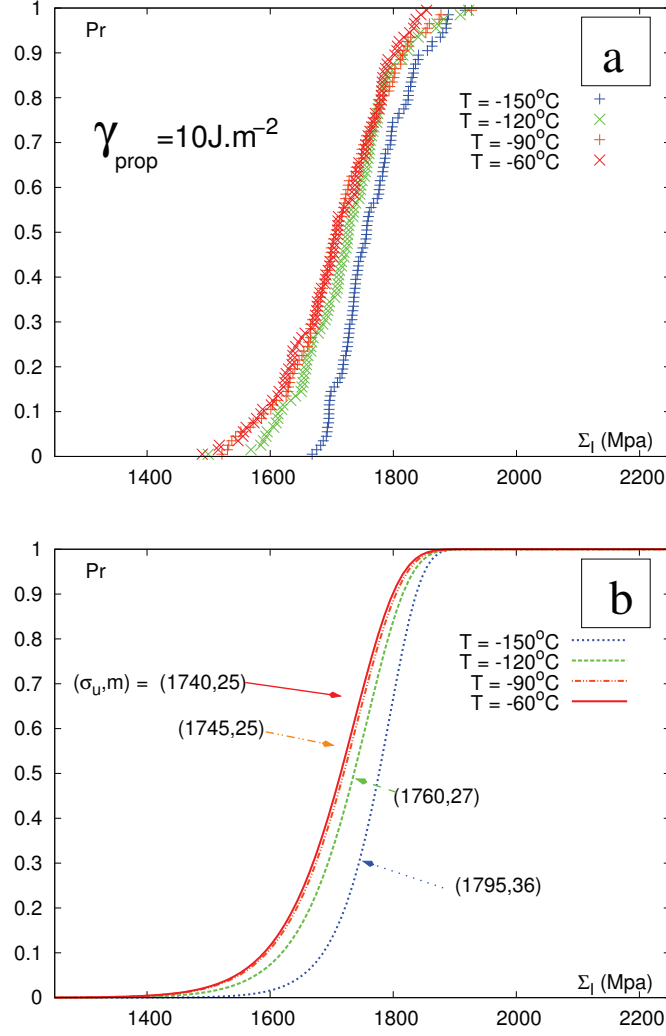 1
Pr
0.9
a
0.8
T = -150°C
T = -120°C
T = -90°C
T = -60°C
0.7
γprop=10J.m−2
0.6
0.5
0.4
0.3
0.2
0.1
ΣI (Mpa)
0
1400 1600 1800 2000 2200
1
Pr
0.9
b
0.8
T = -150°C
T = -120°C
T = -90°C
T = -60°C
0.7
(σu,m) = (1740,25)
0.6
(1745,25)
0.5
(1760,27)
0.4
0.3
(1795,36)
0.2
0.1
ΣI (Mpa)
0
1400 1600 1800 2000 2200